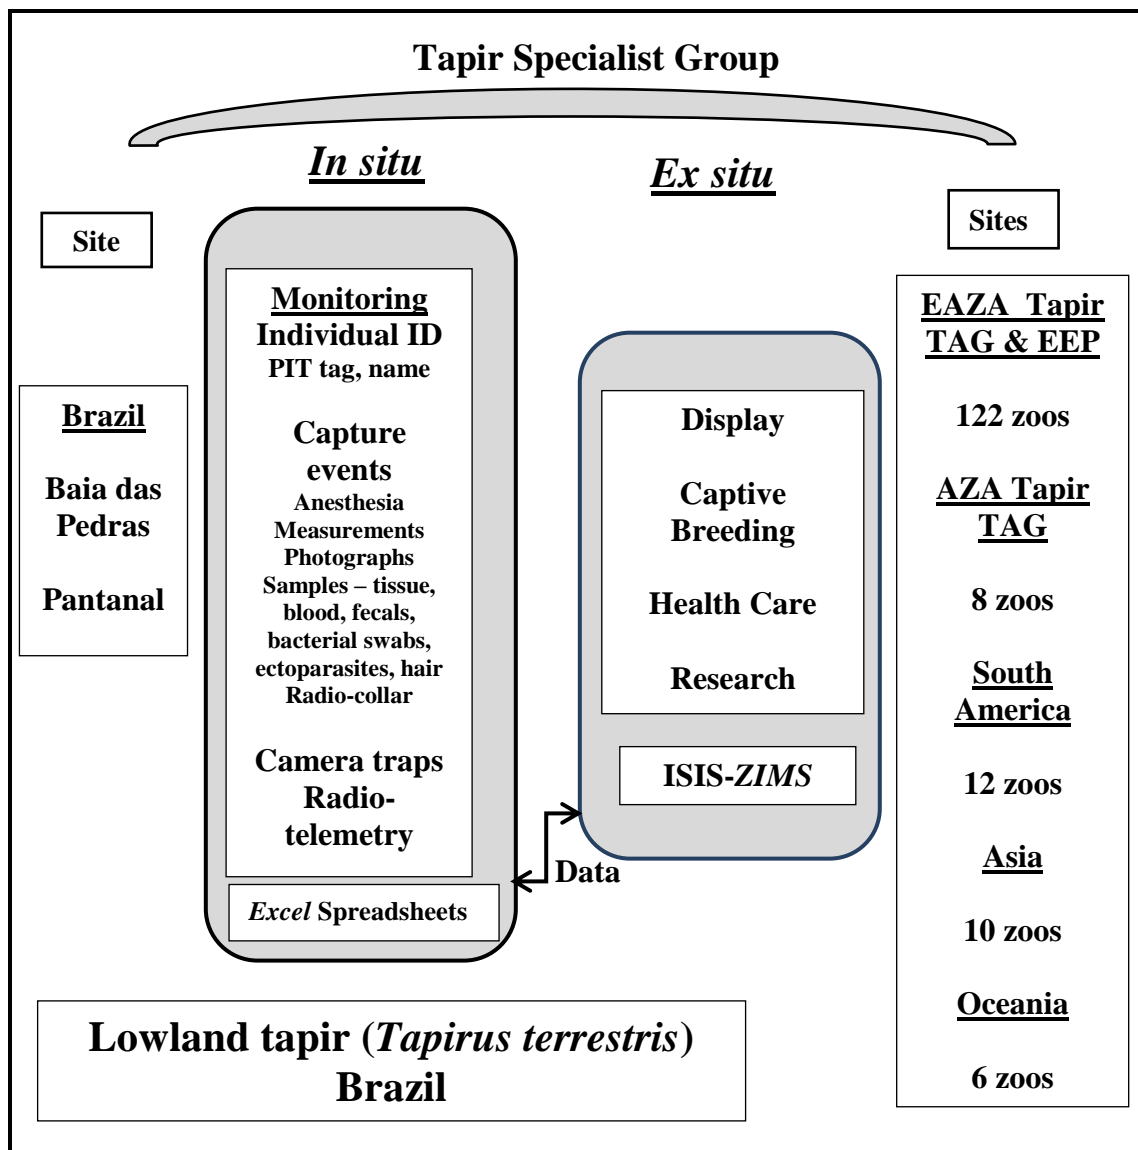 Tapir Specialist Group
In situ
Ex situ
Site
Sites
Brazil
Baia das
Pedras
Pantanal
Monitoring
Individual ID
PIT tag, name
Capture
events
Anesthesia
Measurements
Photographs
Samples – tissue,
blood, fecals,
bacterial swabs,
ectoparasites, hair
Radio-collar
Camera traps
Radio-
telemetry
Excel Spreadsheets
Data
Display
Captive
Breeding
Health Care
Research
ISIS-ZIMS
EAZA Tapir
TAG & EEP
122 zoos
AZA Tapir
TAG
8 zoos
South
America
12 zoos
Asia
10 zoos
Oceania
6 zoos
Lowland tapir (Tapirus terrestris)
Brazil